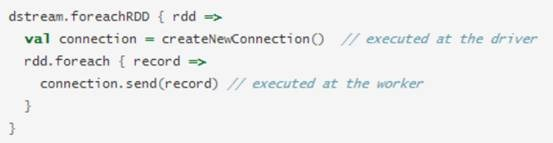 dstream.foreachRDD { rdd =>
  val connection = createNewConnection()  // executed at the driver
  rdd.foreach { record =>
    connection.send(record) // executed at the worker
  }
}